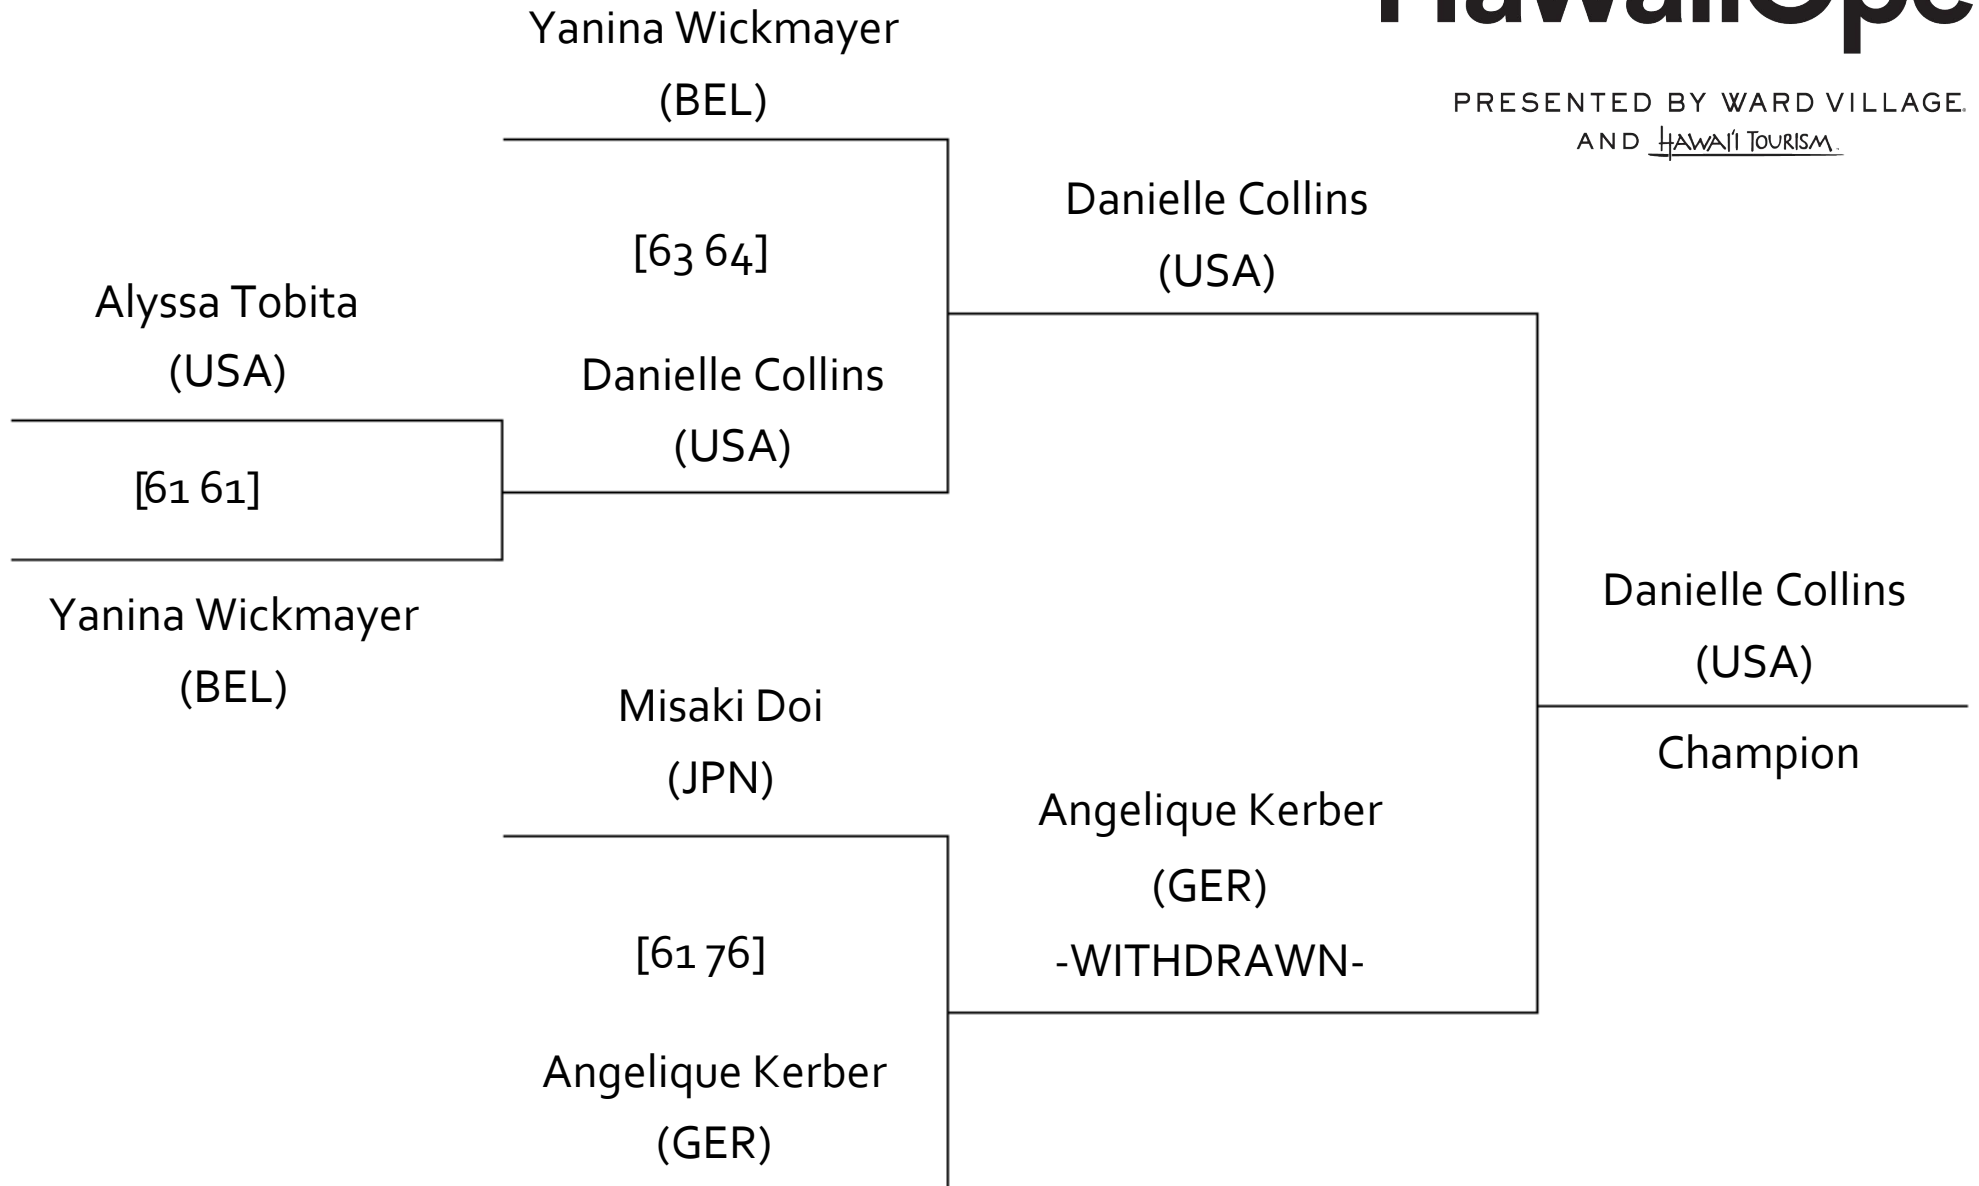 Yanina Wickmayer
(BEL)
PRESENTED BY WARD VILLAGE
AND HAWAI'I TOURISM
[63 64]
Danielle Collins
(USA)
Alyssa Tobita
(USA)
Danielle Collins
(USA)
[61 61]
Yanina Wickmayer
(BEL)
Misaki Doi
(JPN)
[61 76]
Angelique Kerber
(GER)
Angelique Kerber
(GER)
-WITHDRAWN-
Danielle Collins
(USA)
Champion